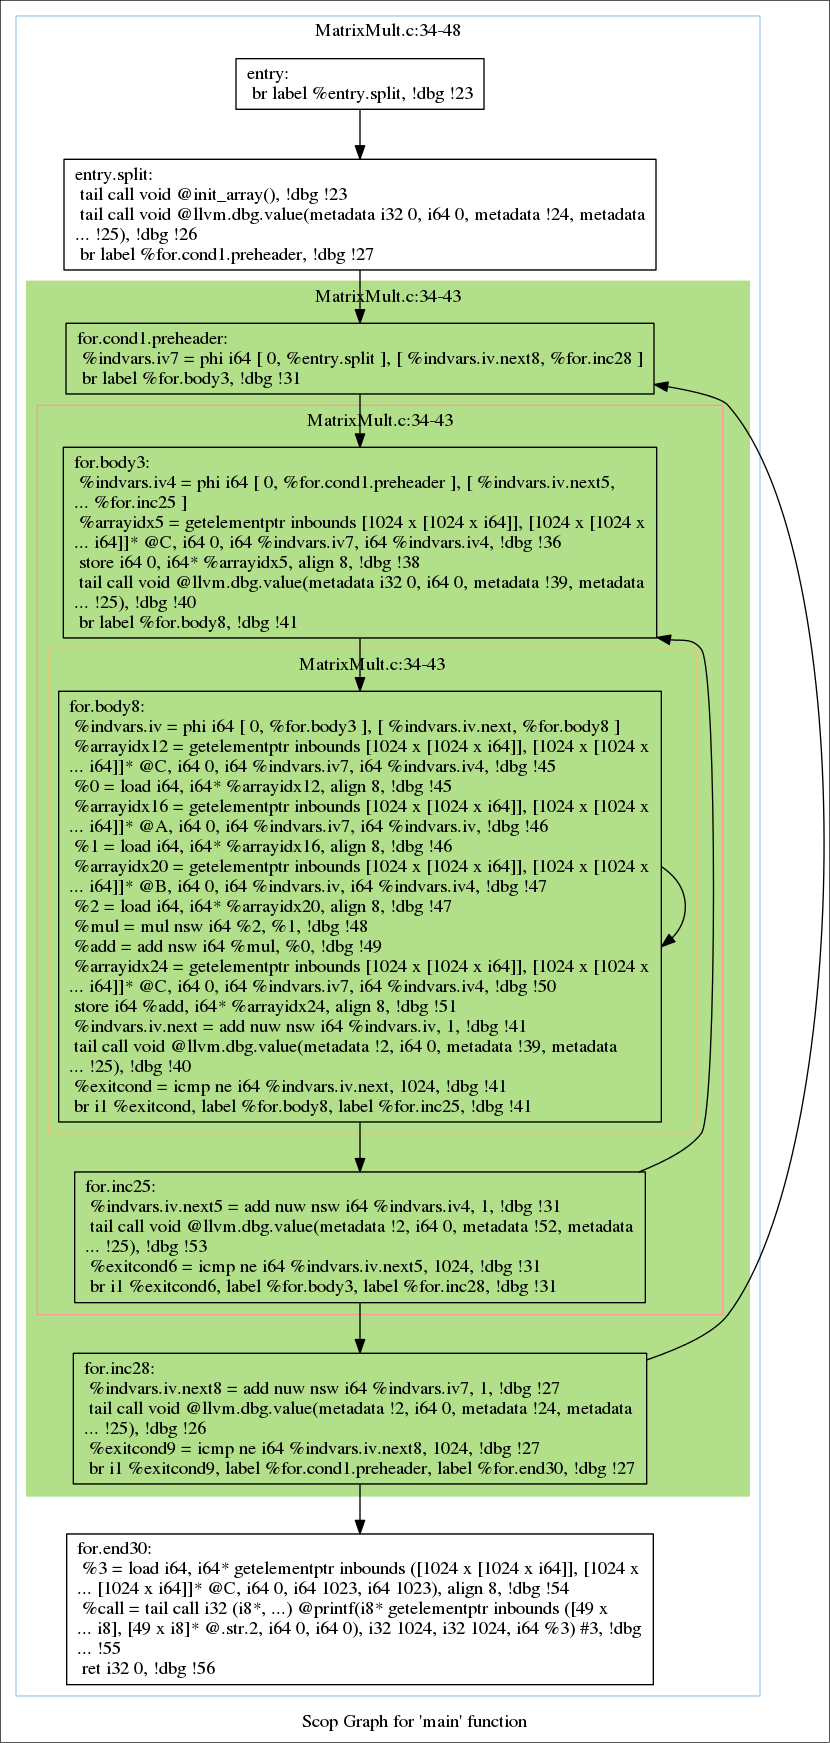 MatrixMult.c:34-48
entry:
br label %entry.split, !dbg !23
entry.split:
tail call void @init_array(), !dbg !23
tail call void @llvm.dbg.value(metadata i32 0, i64 0, metadata !24, metadata
... !25), !dbg !26
br label %for.cond1.preheader, !dbg !27
MatrixMult.c:34-43
for.cond1.preheader:
%indvars.iv7 = phi i64 [ 0, %entry.split ], [ %indvars.iv.next8, %for.inc28 ]
br label %for.body3, !dbg !31
MatrixMult.c:34-43
for.body3:
%indvars.iv4 = phi i64 [ 0, %for.cond1.preheader ], [ %indvars.iv.next5,
... %for.inc25 ]
%arrayidx5 = getelementptr inbounds [1024 x [1024 x i64]], [1024 x [1024 x
... i64]]* @C, i64 0, i64 %indvars.iv7, i64 %indvars.iv4, !dbg !36
store i64 0, i64* %arrayidx5, align 8, !dbg !38
tail call void @llvm.dbg.value(metadata i32 0, i64 0, metadata !39, metadata
... !25), !dbg !40
br label %for.body8, !dbg !41
MatrixMult.c:34-43
for.body8:
%indvars.iv = phi i64 [ 0, %for.body3 ], [ %indvars.iv.next, %for.body8 ]
%arrayidx12 = getelementptr inbounds [1024 x [1024 x i64]], [1024 x [1024 x
... i64]]* @C, i64 0, i64 %indvars.iv7, i64 %indvars.iv4, !dbg !45
%0 = load i64, i64* %arrayidx12, align 8, !dbg !45
%arrayidx16 = getelementptr inbounds [1024 x [1024 x i64]], [1024 x [1024 x
... i64]]* @A, i64 0, i64 %indvars.iv7, i64 %indvars.iv, !dbg !46
%1 = load i64, i64* %arrayidx16, align 8, !dbg !46
%arrayidx20 = getelementptr inbounds [1024 x [1024 x i64]], [1024 x [1024 x
... i64]]* @B, i64 0, i64 %indvars.iv, i64 %indvars.iv4, !dbg !47
%2 = load i64, i64* %arrayidx20, align 8, !dbg !47
%mul = mul nsw i64 %2, %1, !dbg !48
%add = add nsw i64 %mul, %0, !dbg !49
%arrayidx24 = getelementptr inbounds [1024 x [1024 x i64]], [1024 x [1024 x
... i64]]* @C, i64 0, i64 %indvars.iv7, i64 %indvars.iv4, !dbg !50
store i64 %add, i64* %arrayidx24, align 8, !dbg !51
%indvars.iv.next = add nuw nsw i64 %indvars.iv, 1, !dbg !41
tail call void @llvm.dbg.value(metadata !2, i64 0, metadata !39, metadata
... !25), !dbg !40
%exitcond = icmp ne i64 %indvars.iv.next, 1024, !dbg !41
br i1 %exitcond, label %for.body8, label %for.inc25, !dbg !41
for.inc25:
%indvars.iv.next5 = add nuw nsw i64 %indvars.iv4, 1, !dbg !31
tail call void @llvm.dbg.value(metadata !2, i64 0, metadata !52, metadata
... !25), !dbg !53
%exitcond6 = icmp ne i64 %indvars.iv.next5, 1024, !dbg !31
br i1 %exitcond6, label %for.body3, label %for.inc28, !dbg !31
for.inc28:
%indvars.iv.next8 = add nuw nsw i64 %indvars.iv7, 1, !dbg !27
tail call void @llvm.dbg.value(metadata !2, i64 0, metadata !24, metadata
... !25), !dbg !26
%exitcond9 = icmp ne i64 %indvars.iv.next8, 1024, !dbg !27
br i1 %exitcond9, label %for.cond1.preheader, label %for.end30, !dbg !27
for.end30:
%3 = load i64, i64* getelementptr inbounds ([1024 x [1024 x i64]], [1024 x
... [1024 x i64]]* @C, i64 0, i64 1023, i64 1023), align 8, !dbg !54
%call = tail call i32 (i8*, ...) @printf(i8* getelementptr inbounds ([49 x
... i8], [49 x i8]* @.str.2, i64 0, i64 0), i32 1024, i32 1024, i64 %3) #3, !dbg
... !55
ret i32 0, !dbg !56
Scop Graph for 'main' function